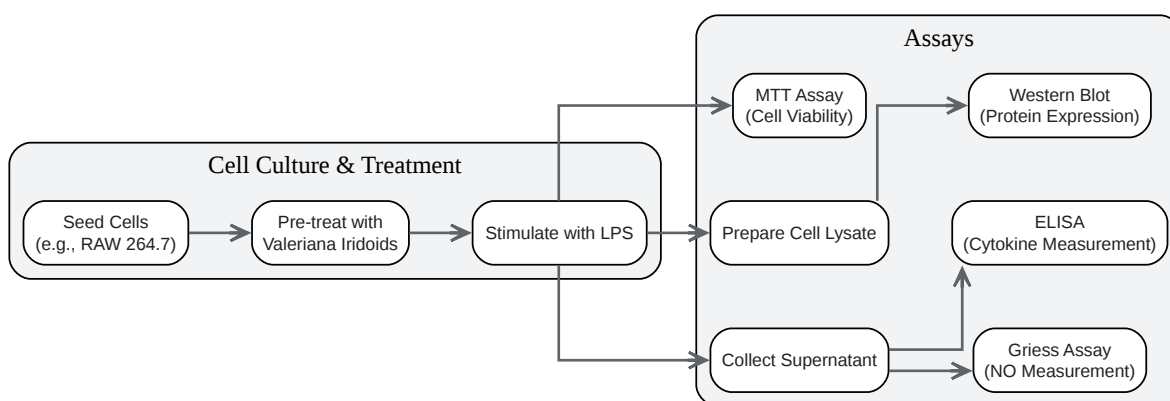 Assays
MTT Assay
(Cell Viability)
Western Blot
(Protein Expression)
Cell Culture & Treatment
Seed Cells
(e.g., RAW 264.7)
Pre-treat with
Valeriana Iridoids
Stimulate with LPS
Prepare Cell Lysate
ELISA
(Cytokine Measurement)
Collect Supernatant
Griess Assay
(NO Measurement)